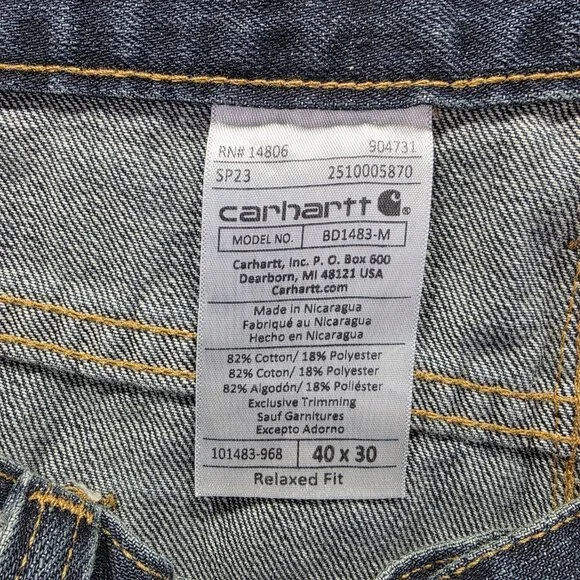 RN# 14806 904731
SP23 2510005870
carhartt
MODEL NO. BD1483-M
Carhartt, Inc. P. O. Box 600
Dearborn, MI 48121 USA
Carhartt.com
Made in Nicaragua
Fabriqué au Nicaragua
Hecho en Nicaragua
82% Cotton/ 18% Polyester
82% Coton/ 18% Polyester
82% Algodón/ 18% Poliéster
Exclusive Trimming
Sauf Garnitures
Excepto Adorno
101483-968 40 x 30
Relaxed Fit